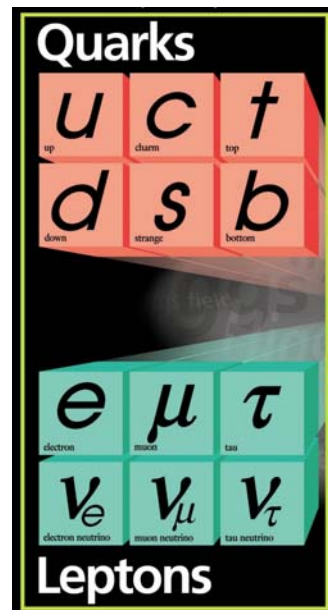 Quarks
u c t
up charm top
d s b
down strange bottom
e μ τ
electron muon tau
νe νμ ντ
electron neutrino muon neutrino tau neutrino
Leptons